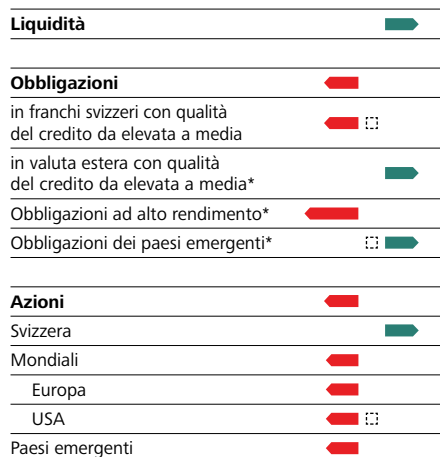 Liquidità
Obbligazioni
in franchi svizzeri con qualità
del credito da elevata a media
in valuta estera con qualità
del credito da elevata a media*
Obbligazioni ad alto rendimento*
Obbligazioni dei paesi emergenti*
Azioni
Svizzera
Mondiali
Europa
USA
Paesi emergenti